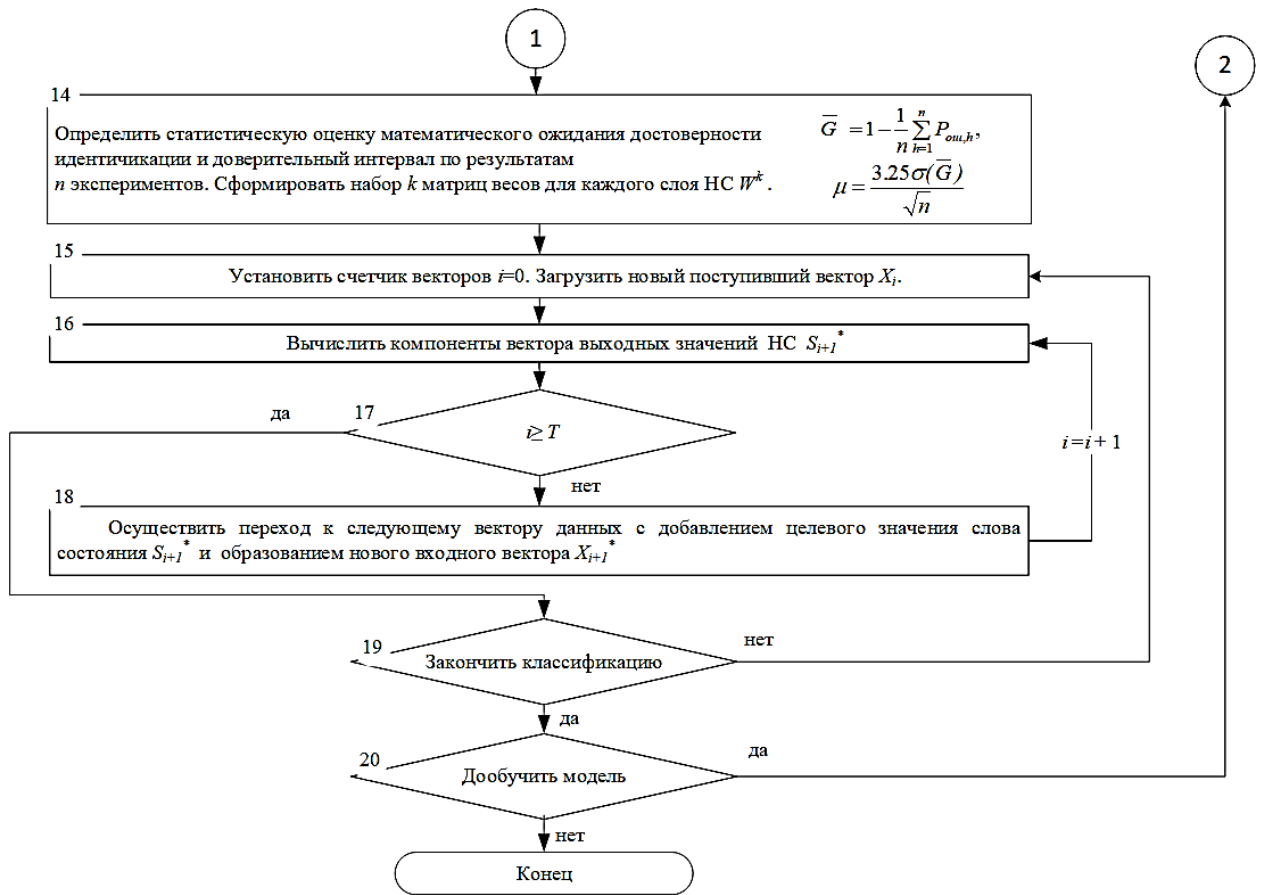 1
2
14
Определить статистическую оценку математического ожидания достоверности
идентичикации и доверительный интервал по результатам
n экспериментов. Сформировать набор k матриц весов для каждого слоя НС W^k .
G̅ = 1 − 1/n ∑_{h=1}^{n} P_{ош,h},
μ = 3.25σ(G̅) / √n
15
Установить счетчик векторов i=0. Загрузить новый поступивший вектор X_i.
16
Вычислить компоненты вектора выходных значений НС S_{i+1}^*
да
17
i≥ T
i = i + 1
нет
18
Осуществить переход к следующему вектору данных с добавлением целевого значения слова
состояния S_{i+1}^* и образованием нового входного вектора X_{i+1}^*
19
Закончить классификацию
нет
да
20
Дообучить модель
да
нет
Конец